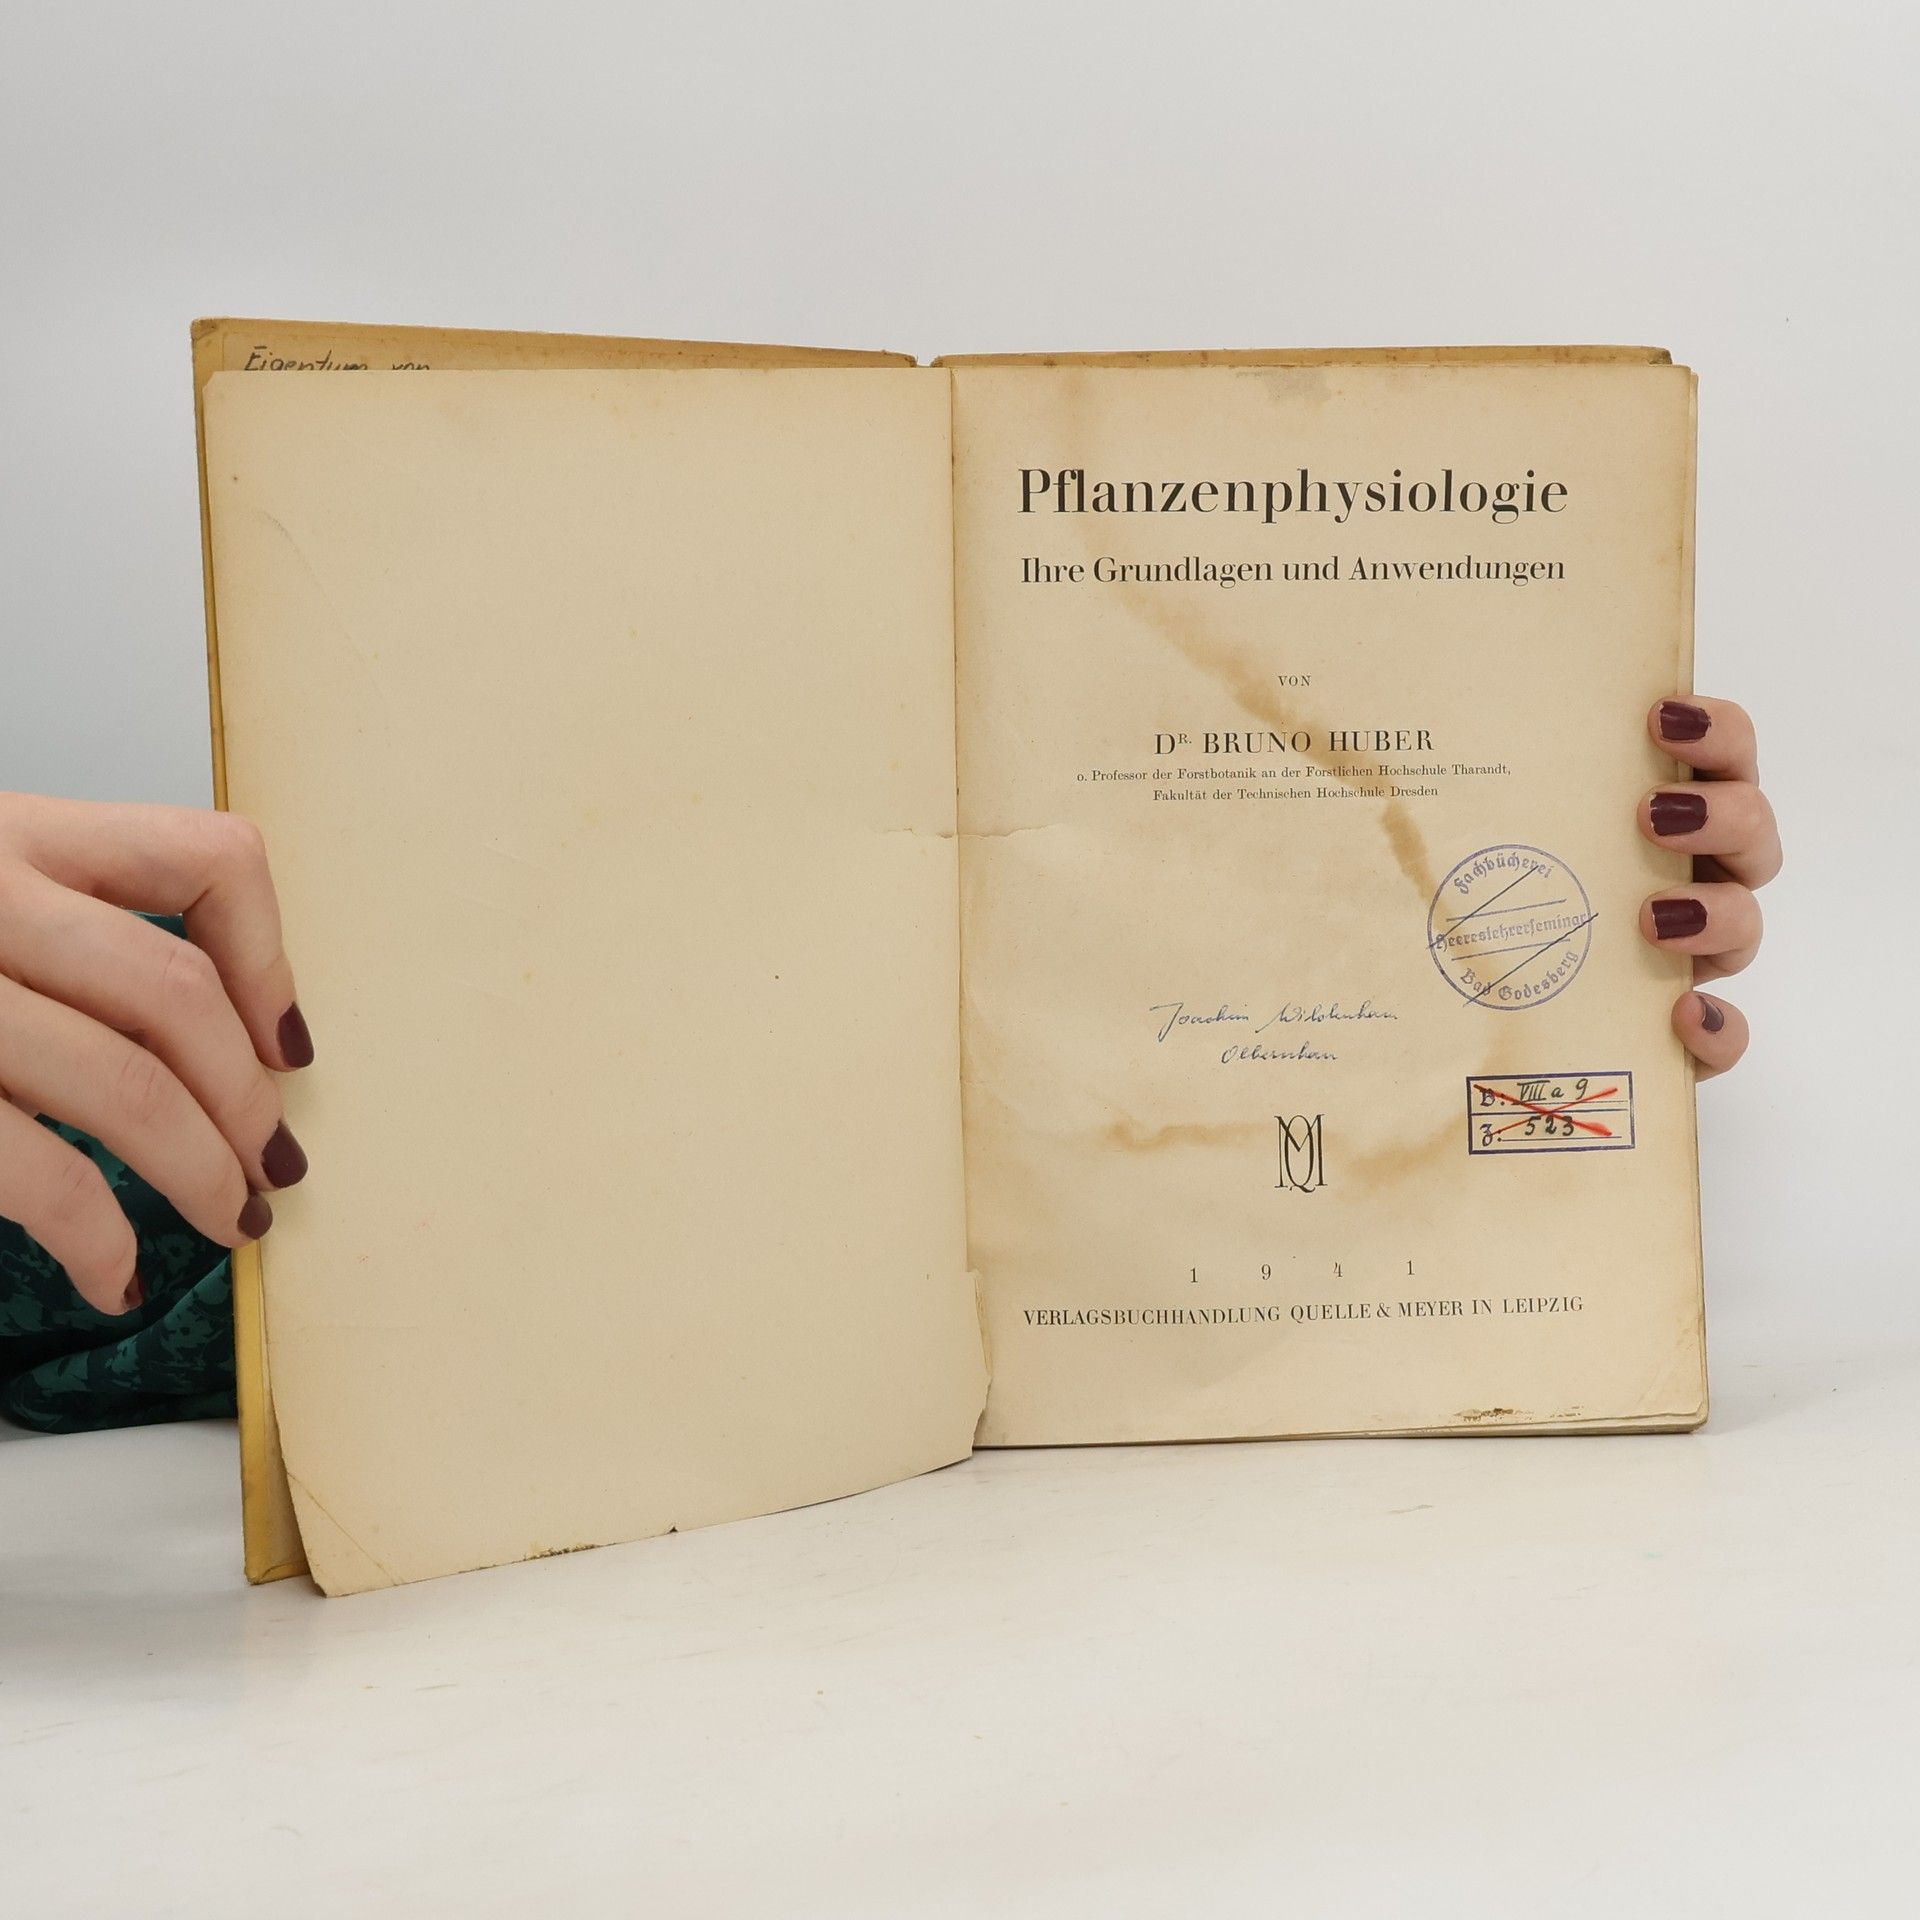 Eigentum von
Pflanzenphysiologie
Ihre Grundlagen und Anwendungen
VON
DR. BRUNO HUBER
o. Professor der Forstbotanik an der Forstlichen Hochschule Tharandt,
Fakultät der Technischen Hochschule Dresden
Fachbücherei
Heereslehrerseminar
Bad Godesberg
Joachim Wildenhain
Olbernhau
B: VIII a 9
Z: 523
QM
1 9 4 1
VERLAGSBUCHHANDLUNG QUELLE & MEYER IN LEIPZIG